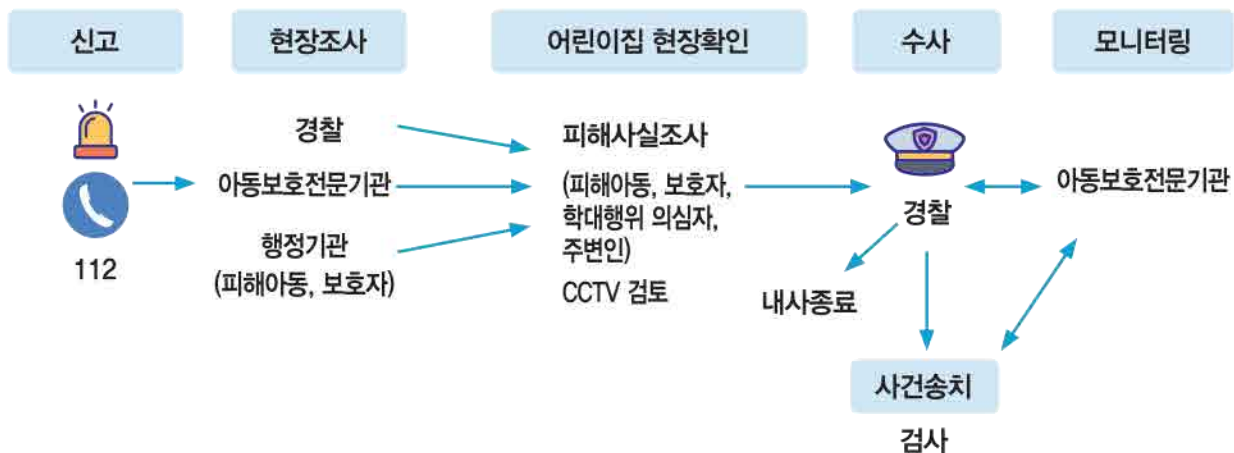 신고
현장조사
어린이집 현장확인
수사
모니터링
112
경찰
아동보호전문기관
행정기관
(피해아동, 보호자)
피해사실조사
(피해아동, 보호자,
학대행위 의심자,
주변인)
CCTV 검토
경찰
내사종료
사건송치
검사
아동보호전문기관